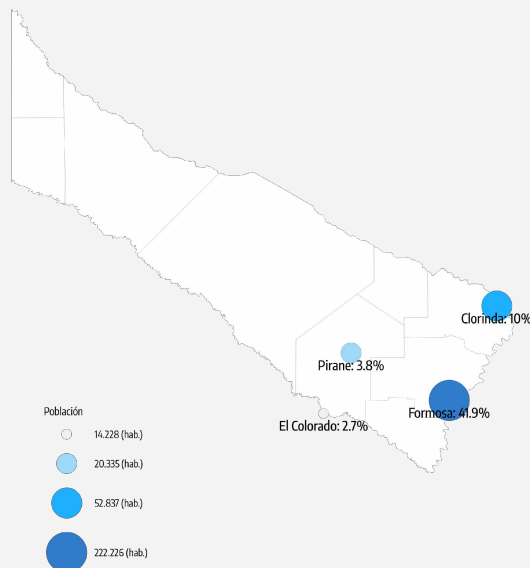 Clorinda: 10%
Pirane: 3.8%
Formosa: 41.9%
El Colorado: 2.7%
Población
14.228 (hab.)
20.335 (hab.)
52.837 (hab.)
222.226 (hab.)